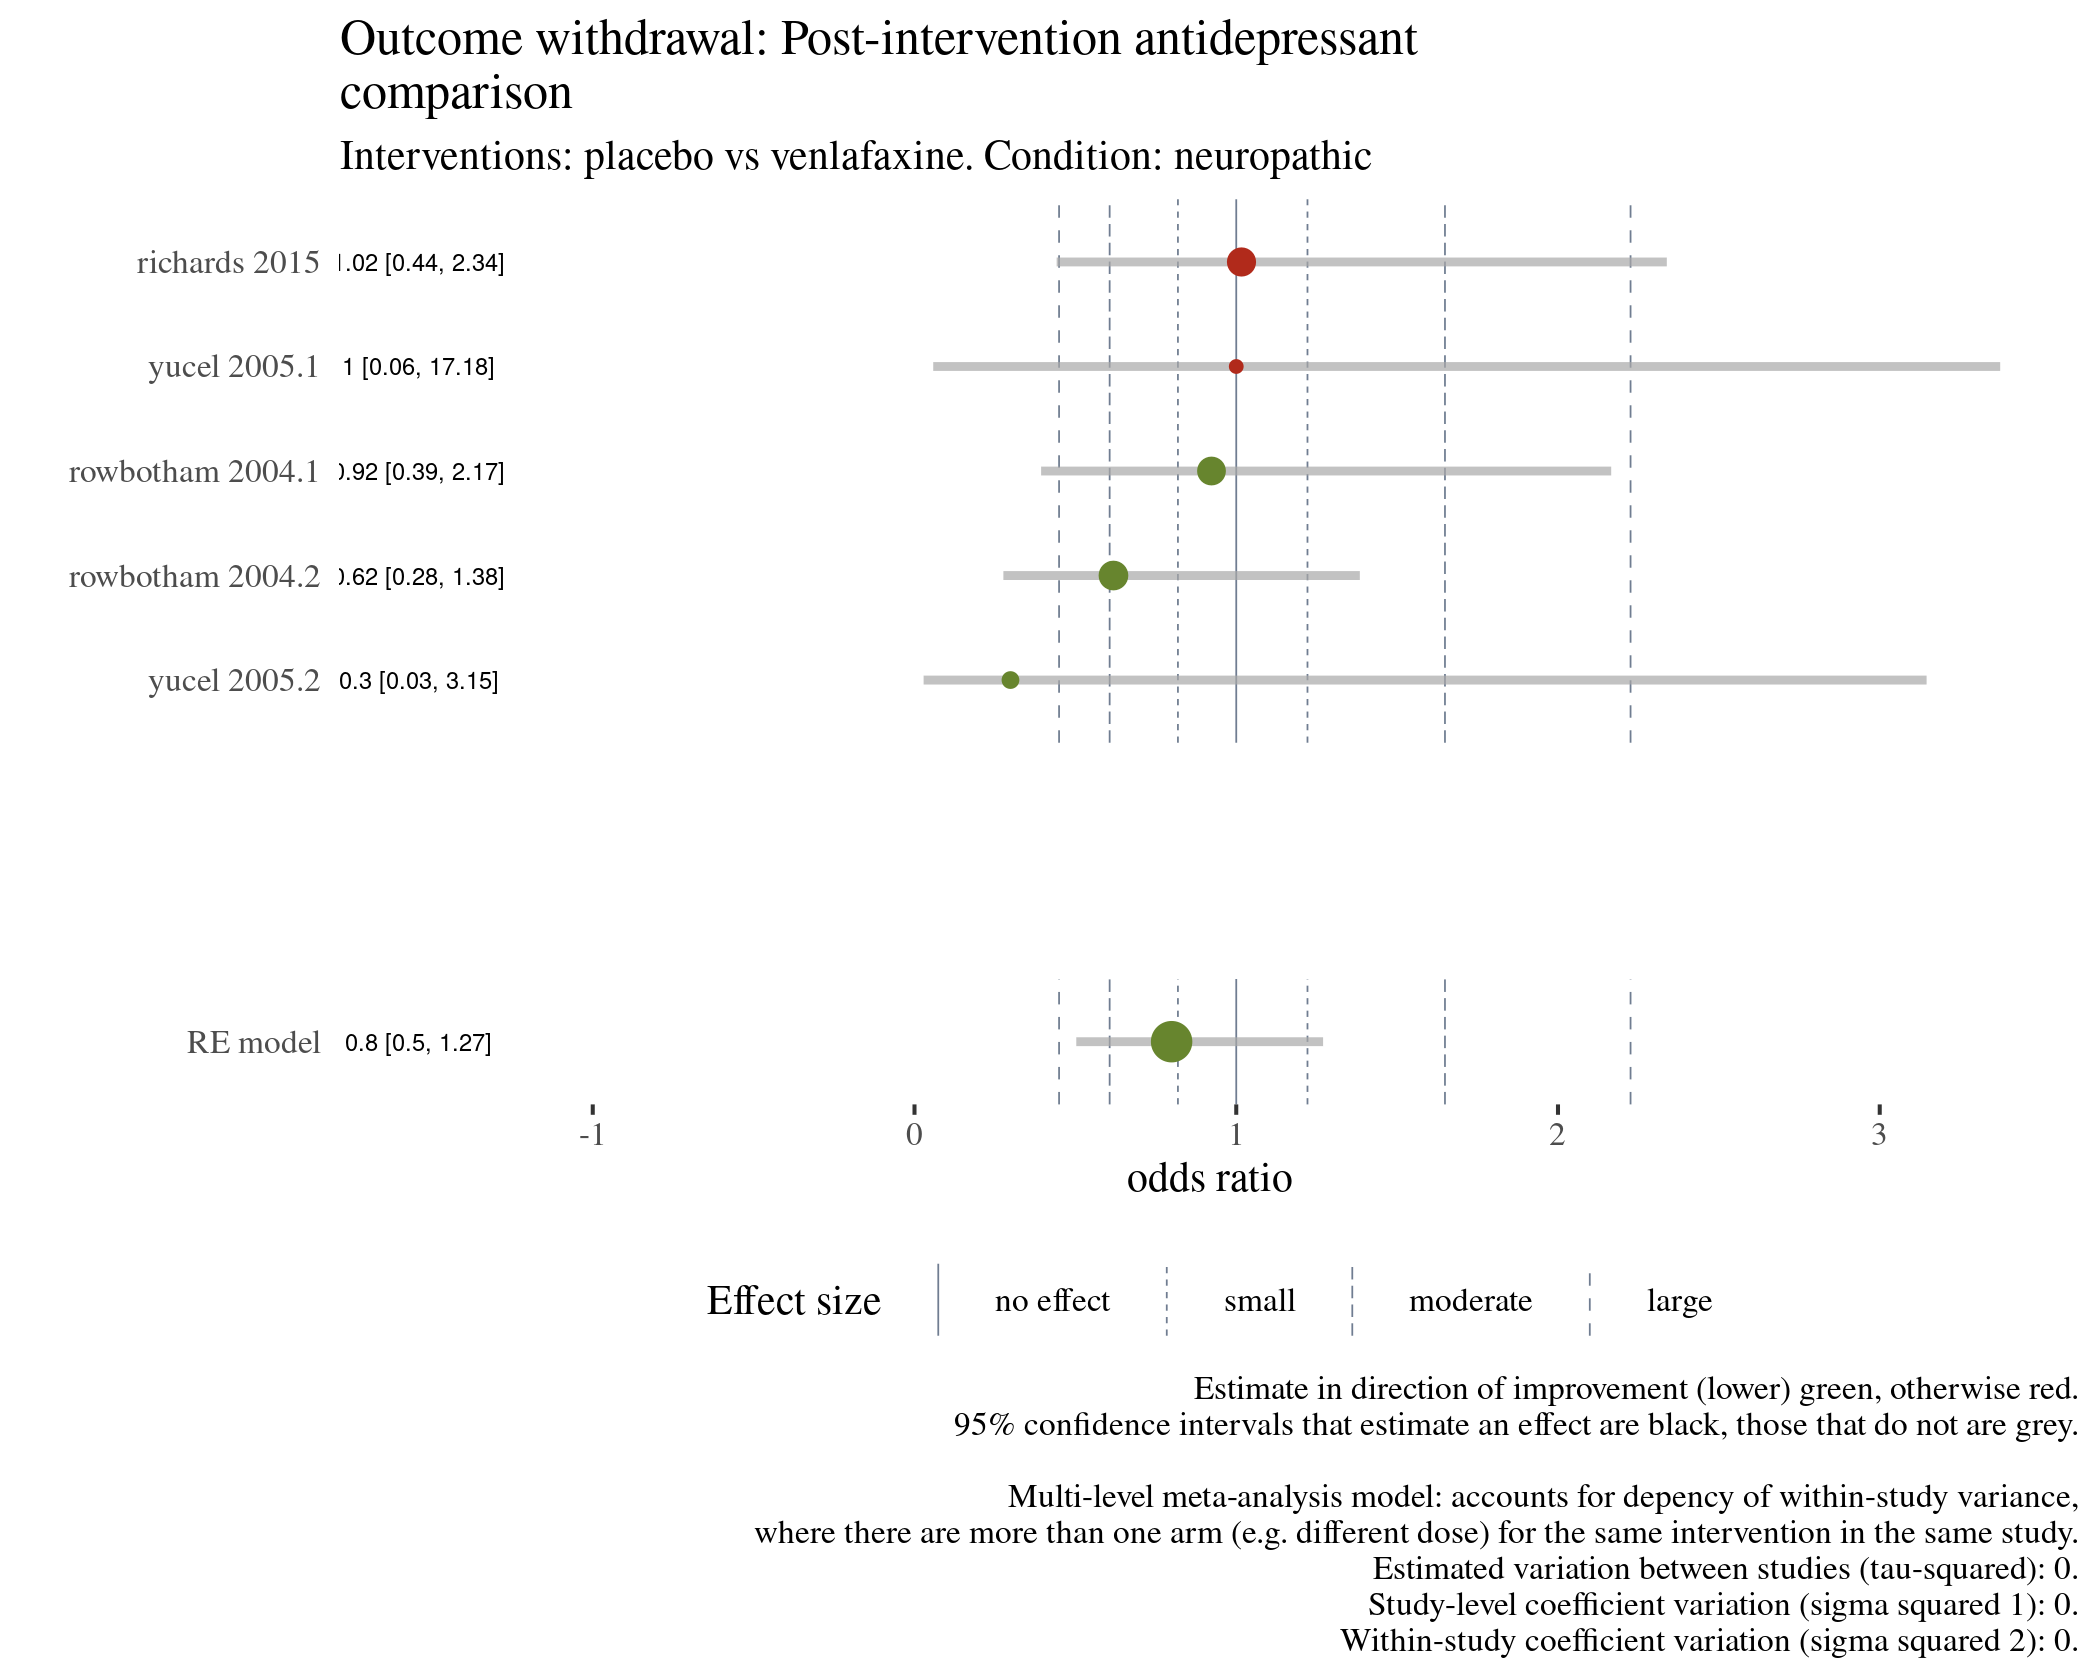 Outcome withdrawal: Post-intervention antidepressant
comparison
Interventions: placebo vs venlafaxine. Condition: neuropathic
richards 2015 1.02 [0.44, 2.34]
yucel 2005.1 1 [0.06, 17.18]
rowbotham 2004.1 0.92 [0.39, 2.17]
rowbotham 2004.2 0.62 [0.28, 1.38]
yucel 2005.2 0.3 [0.03, 3.15]
RE model 0.8 [0.5, 1.27]
-1 0 1 2 3
odds ratio
Effect size no effect small moderate large
Estimate in direction of improvement (lower) green, otherwise red.
95% confidence intervals that estimate an effect are black, those that do not are grey.
Multi-level meta-analysis model: accounts for depency of within-study variance,
where there are more than one arm (e.g. different dose) for the same intervention in the same study.
Estimated variation between studies (tau-squared): 0.
Study-level coefficient variation (sigma squared 1): 0.
Within-study coefficient variation (sigma squared 2): 0.